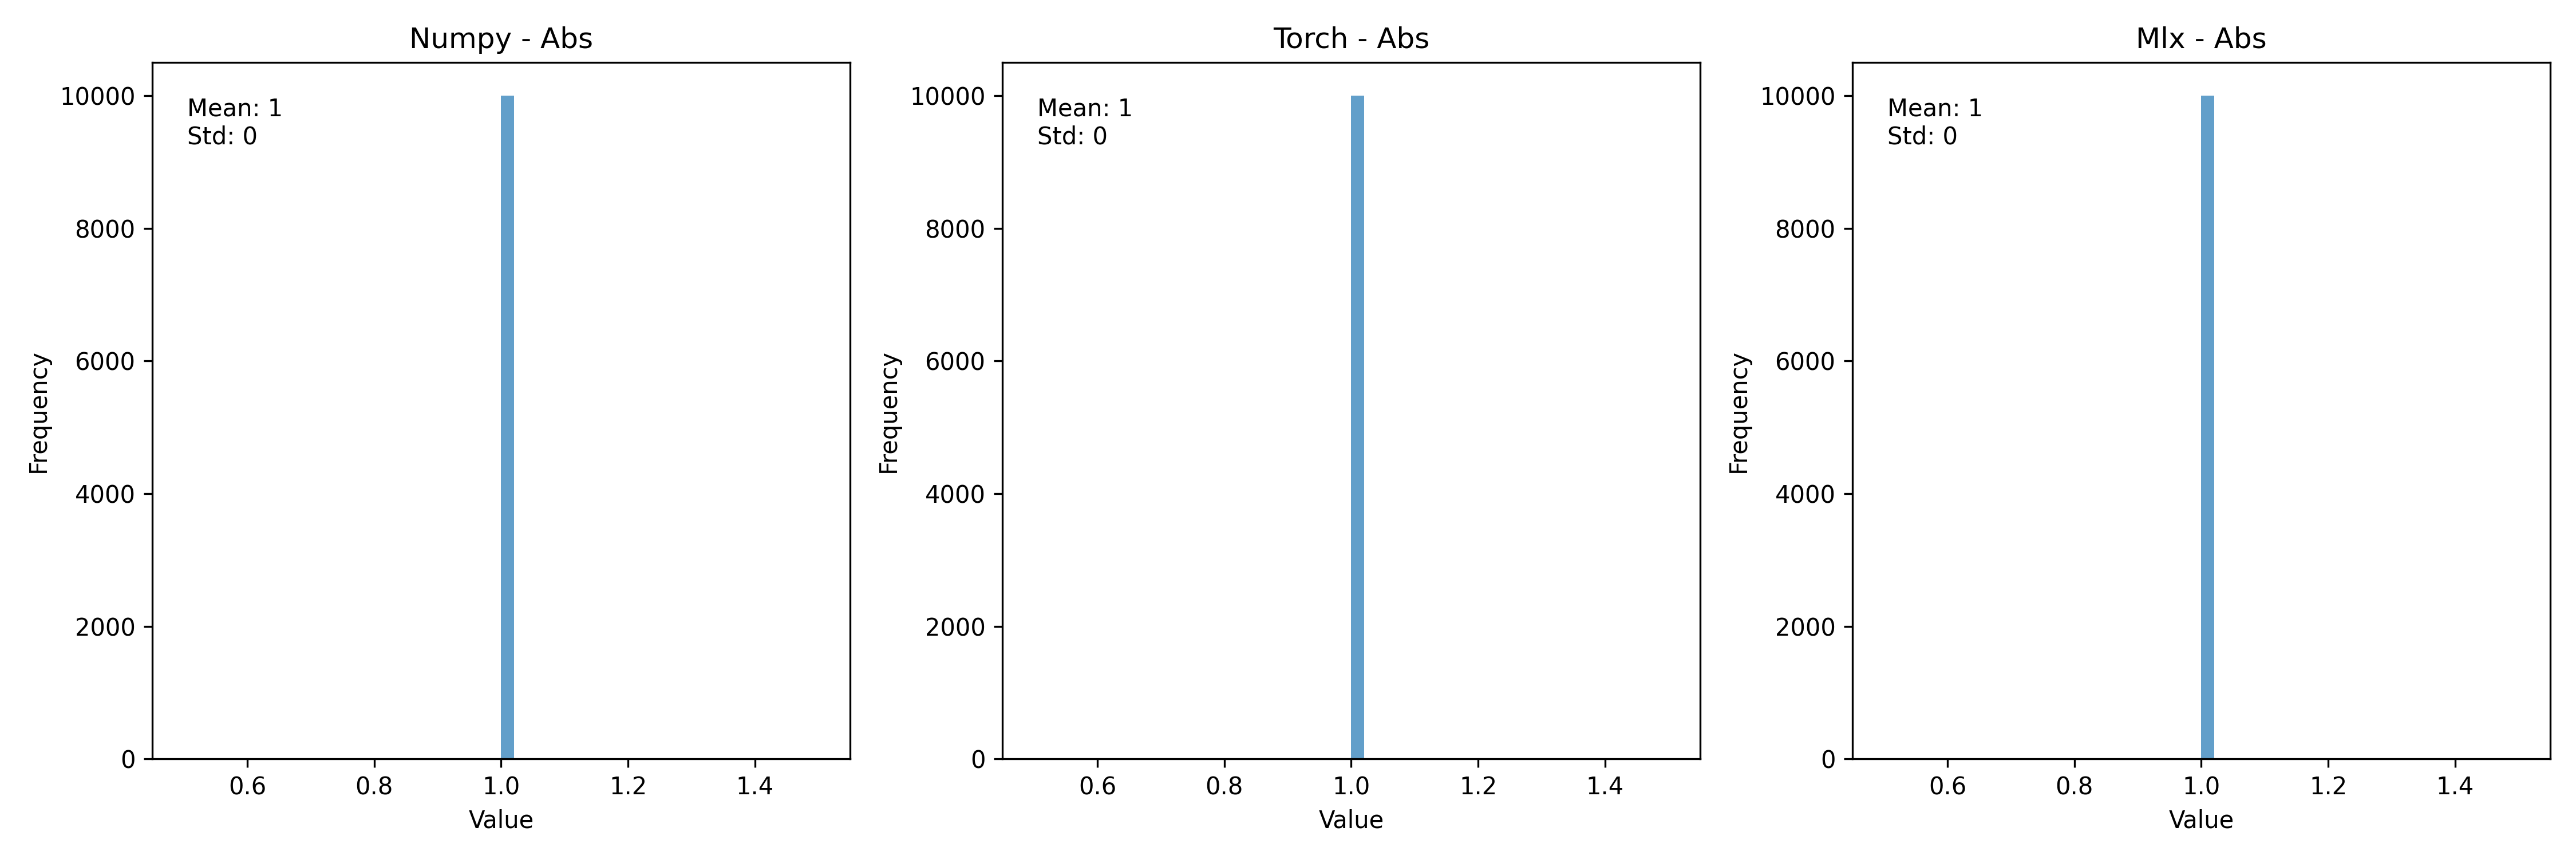 Numpy - Abs
Mean: 1
Std: 0
10000
8000
6000
4000
2000
0
Frequency
0.6 0.8 1.0 1.2 1.4
Value
Torch - Abs
Mean: 1
Std: 0
10000
8000
6000
4000
2000
0
Frequency
0.6 0.8 1.0 1.2 1.4
Value
Mlx - Abs
Mean: 1
Std: 0
10000
8000
6000
4000
2000
0
Frequency
0.6 0.8 1.0 1.2 1.4
Value